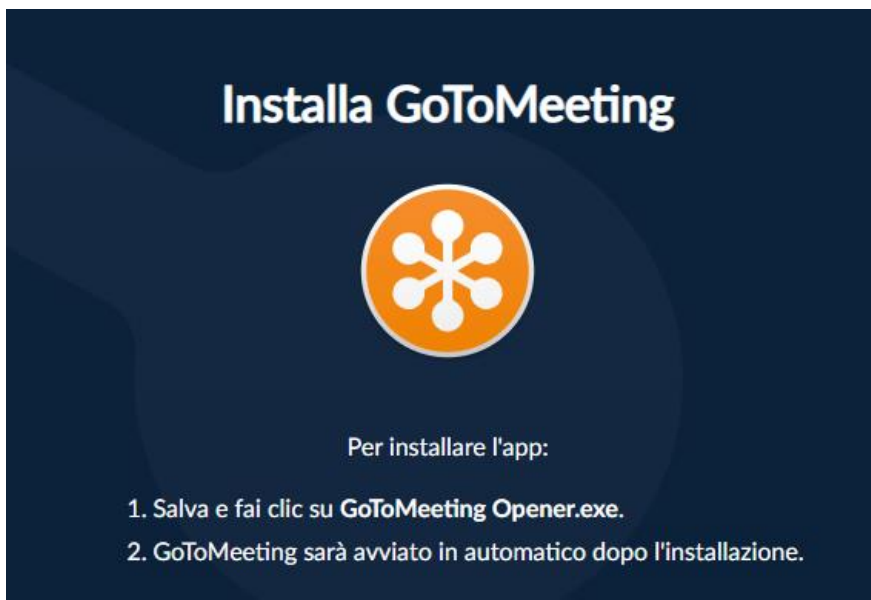 Installa GoToMeeting
Per installare l'app:
1. Salva e fai clic su GoToMeeting Opener.exe.
2. GoToMeeting sarà avviato in automatico dopo l'installazione.